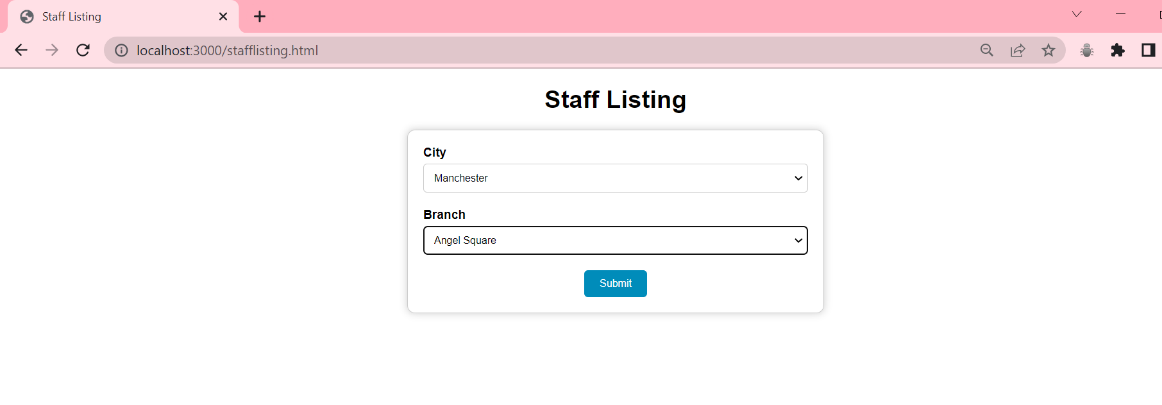 Staff Listing
localhost:3000/stafflisting.html
Staff Listing
City
Manchester
Branch
Angel Square
Submit